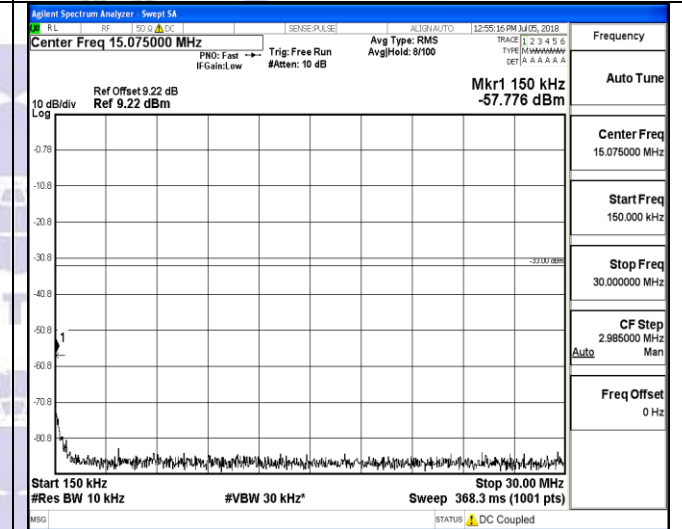 Agilent Spectrum Analyzer - Swept SA
RL RF 50 Ω DC SENSE:PULSE ALIGNAUTO 12:55:16 PM Jul 05, 2018
Center Freq 15.075000 MHz
PNO: Fast
IFGain:Low
Trig: Free Run
#Atten: 10 dB
Avg Type: RMS
Avg|Hold: 8/100
TRACE 1 2 3 4 5 6
TYPE MWWWWW
DET A A A A A A
Mkr1 150 kHz
-57.776 dBm
Ref Offset 9.22 dB
Ref 9.22 dBm
10 dB/div
Log
-0.78
-10.8
-20.8
-30.8
-33.00 dBm
-40.8
-50.8
1
-60.8
-70.8
-80.8
Start 150 kHz
Stop 30.00 MHz
#Res BW 10 kHz
#VBW 30 kHz*
Sweep 368.3 ms (1001 pts)
MSG
STATUS DC Coupled
Frequency
Auto Tune
Center Freq
15.075000 MHz
Start Freq
150.000 kHz
Stop Freq
30.000000 MHz
CF Step
2.985000 MHz
Auto Man
Freq Offset
0 Hz